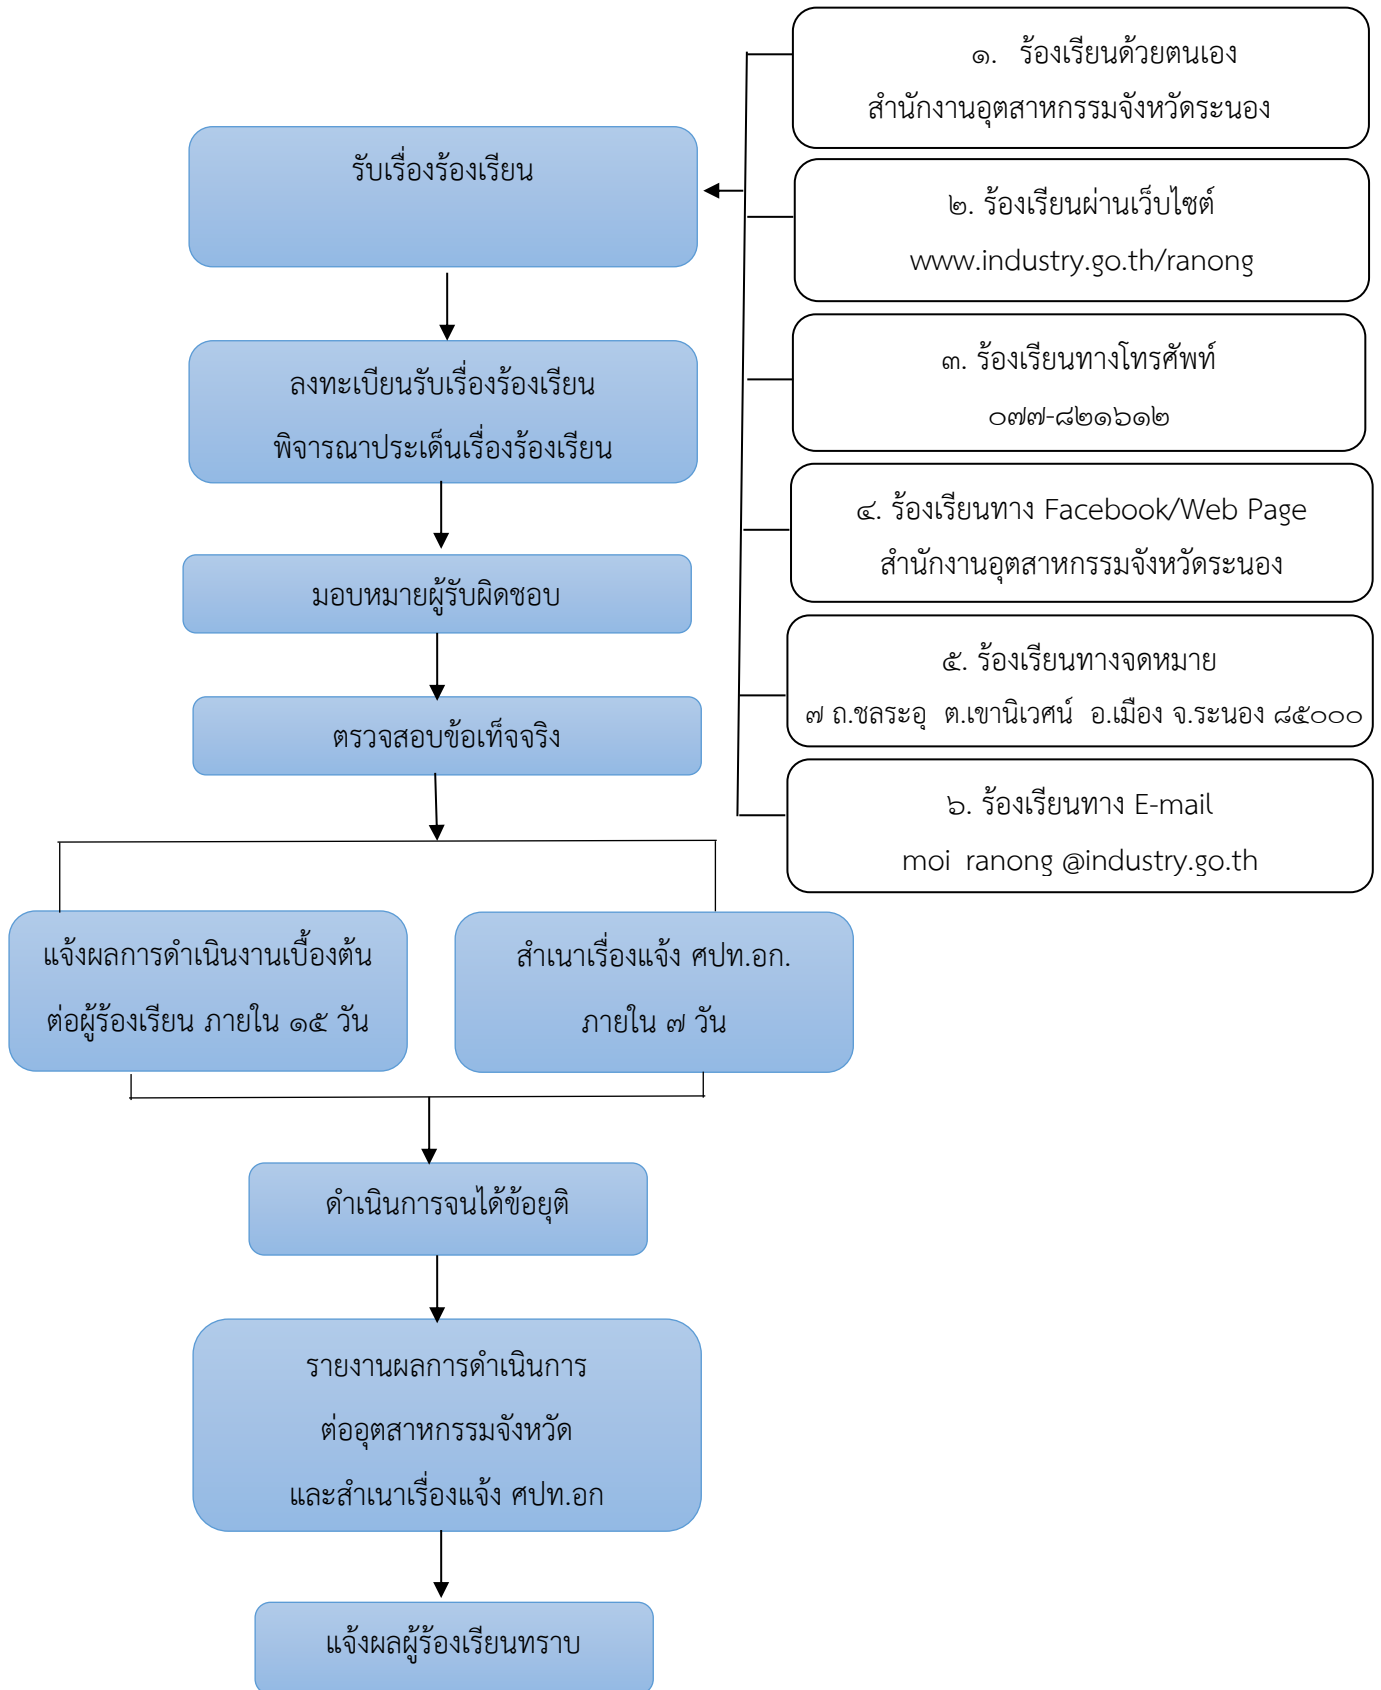 ๑. ร้องเรียนด้วยตนเอง
สำนักงานอุตสาหกรรมจังหวัดระนอง
รับเรื่องร้องเรียน
๒. ร้องเรียนผ่านเว็บไซต์
www.industry.go.th/ranong
๓. ร้องเรียนทางโทรศัพท์
๐๗๗-๘๒๑๖๑๒
ลงทะเบียนรับเรื่องร้องเรียน
พิจารณาประเด็นเรื่องร้องเรียน
๔. ร้องเรียนทาง Facebook/Web Page
สำนักงานอุตสาหกรรมจังหวัดระนอง
มอบหมายผู้รับผิดชอบ
๕. ร้องเรียนทางจดหมาย
๗ ถ.ชลระอุ ต.เขานิเวศน์ อ.เมือง จ.ระนอง ๘๕๐๐๐
ตรวจสอบข้อเท็จจริง
๖. ร้องเรียนทาง E-mail
moi ranong @industry.go.th
แจ้งผลการดำเนินงานเบื้องต้น
ต่อผู้ร้องเรียน ภายใน ๑๕ วัน
สำเนาเรื่องแจ้ง ศปท.อก.
ภายใน ๗ วัน
ดำเนินการจนได้ข้อยุติ
รายงานผลการดำเนินการ
ต่ออุตสาหกรรมจังหวัด
และสำเนาเรื่องแจ้ง ศปท.อก
แจ้งผลผู้ร้องเรียนทราบ